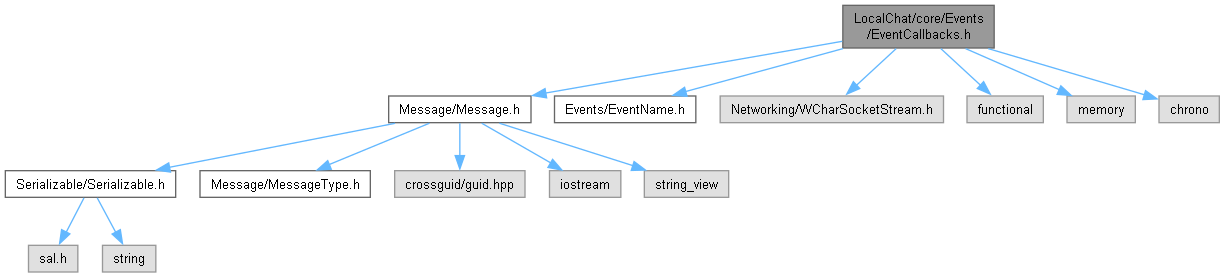 LocalChat/core/Events
/EventCallbacks.h
Message/Message.h
Events/EventName.h
Networking/WCharSocketStream.h
functional
memory
chrono
Serializable/Serializable.h
Message/MessageType.h
crossguid/guid.hpp
iostream
string_view
sal.h
string